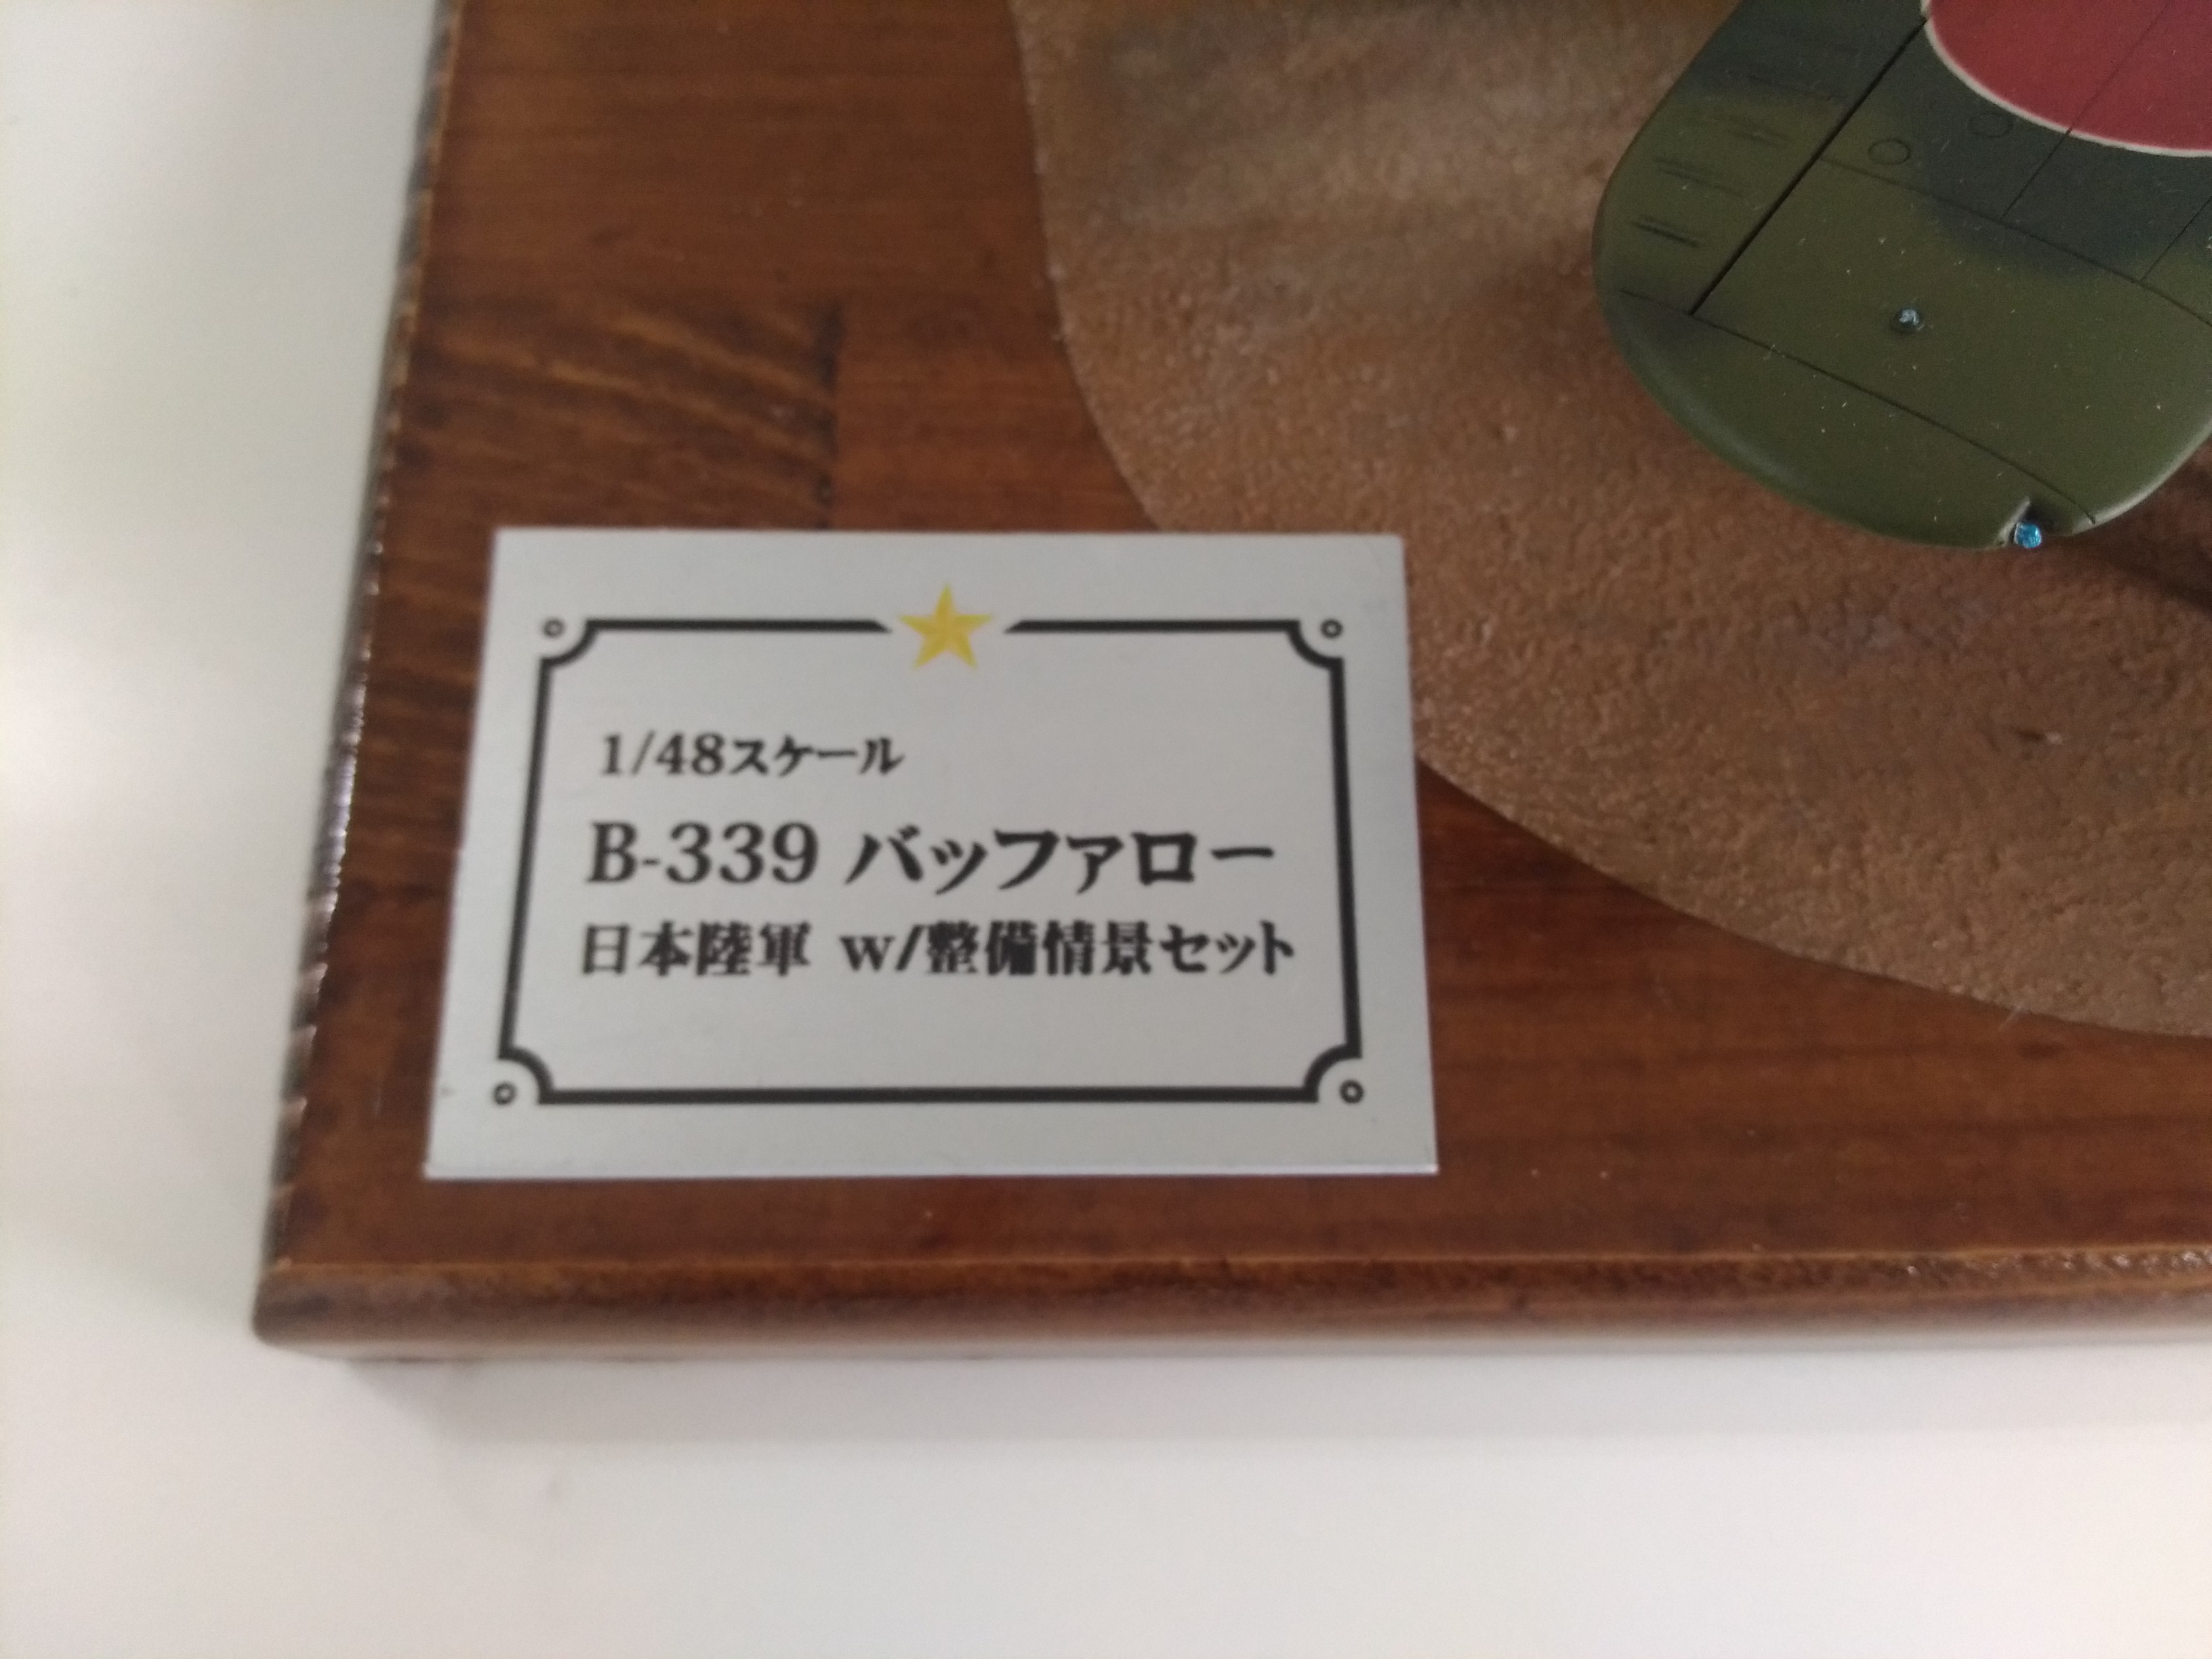 1/48スケール
B-339 バッファロー
日本陸軍 w/整備情景セット